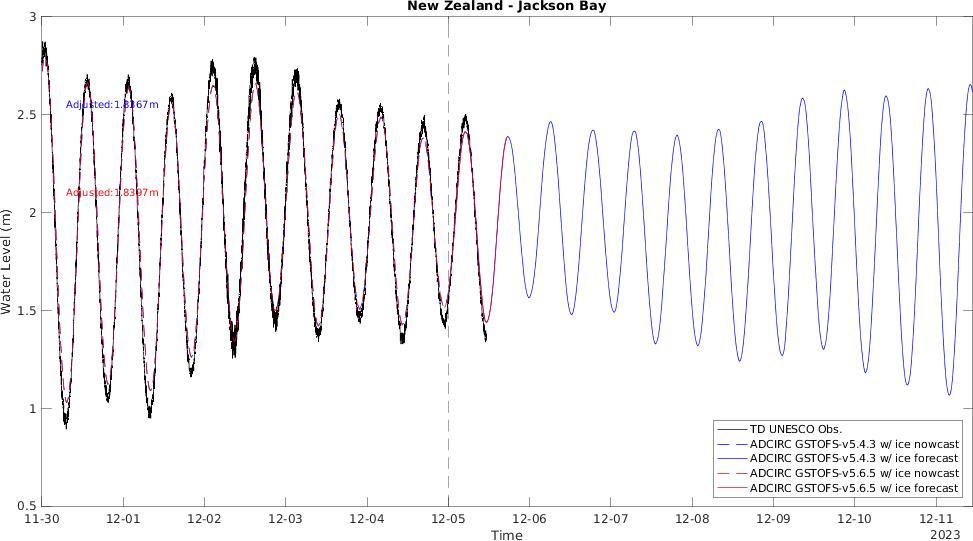 New Zealand - Jackson Bay
3
2.5
2
1.5
1
0.5
Water Level (m)
Adjusted:1.8367m
Adjusted:1.8397m
TD UNESCO Obs.
ADCIRC GSTOFS-v5.4.3 w/ ice nowcast
ADCIRC GSTOFS-v5.4.3 w/ ice forecast
ADCIRC GSTOFS-v5.6.5 w/ ice nowcast
ADCIRC GSTOFS-v5.6.5 w/ ice forecast
11-30 12-01 12-02 12-03 12-04 12-05 12-06 12-07 12-08 12-09 12-10 12-11
2023
Time